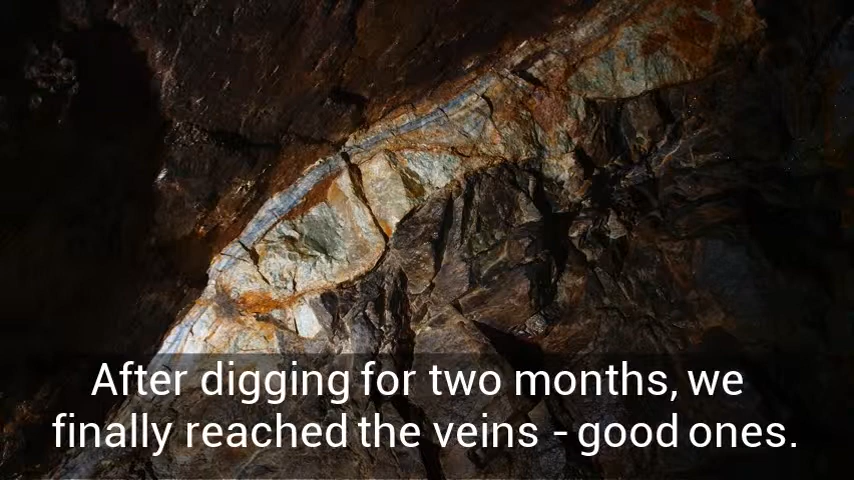 After digging for two months, we
finally reached the veins - good ones.